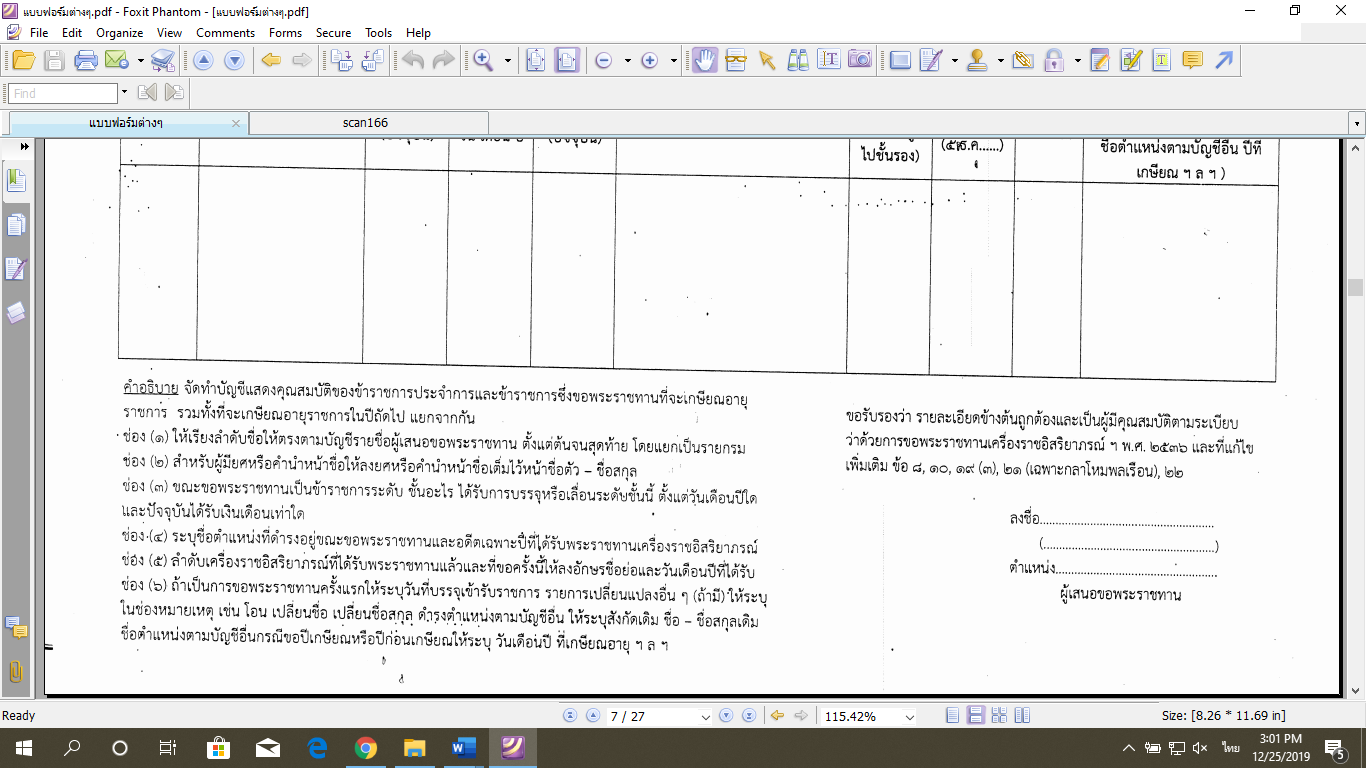 แบบฟอร์มต่างๆ.pdf - Foxit Phantom - [แบบฟอร์มต่างๆ.pdf]
File Edit Organize View Comments Forms Secure Tools Help
Find
แบบฟอร์มต่างๆ scan166
ไปชั้นรอง)
(๕ ธ.ค......)
ชื่อตำแหน่งตามบัญชีอื่น ปีที่
เกษียณ ฯ ล ฯ )
คำอธิบาย จัดทำบัญชีแสดงคุณสมบัติของข้าราชการประจำการและข้าราชการซึ่งขอพระราชทานที่จะเกษียณอายุ
ราชการ รวมทั้งที่จะเกษียณอายุราชการในปีถัดไป แยกจากกัน
ช่อง (๑) ให้เรียงลำดับชื่อให้ตรงตามบัญชีรายชื่อผู้เสนอขอพระราชทาน ตั้งแต่ต้นจนสุดท้าย โดยแยกเป็นรายกรม
ช่อง (๒) สำหรับผู้มียศหรือคำนำหน้าชื่อให้ลงยศหรือคำนำหน้าชื่อเต็มไว้หน้าชื่อตัว – ชื่อสกุล
ช่อง (๓) ขณะขอพระราชทานเป็นข้าราชการระดับ ชั้นอะไร ได้รับการบรรจุหรือเลื่อนระดับชั้นนี้ ตั้งแต่วันเดือนปีใด
และปัจจุบันได้รับเงินเดือนเท่าใด
ช่อง (๔) ระบุชื่อตำแหน่งที่ดำรงอยู่ขณะขอพระราชทานและอดีตเฉพาะปีที่ได้รับพระราชทานเครื่องราชอิสริยาภรณ์
ช่อง (๕) ลำดับเครื่องราชอิสริยาภรณ์ที่ได้รับพระราชทานแล้วและที่ขอครั้งนี้ให้ลงอักษรชื่อย่อและวันเดือนปีที่ได้รับ
ช่อง (๖) ถ้าเป็นการขอพระราชทานครั้งแรกให้ระบุวันที่บรรจุเข้ารับราชการ รายการเปลี่ยนแปลงอื่น ๆ (ถ้ามี) ให้ระบุ
ในช่องหมายเหตุ เช่น โอน เปลี่ยนชื่อ เปลี่ยนชื่อสกุล ดำรงตำแหน่งตามบัญชีอื่น ให้ระบุสังกัดเดิม ชื่อ – ชื่อสกุลเดิม
ชื่อตำแหน่งตามบัญชีอื่นกรณีขอปีเกษียณหรือปีก่อนเกษียณให้ระบุ วันเดือนปี ที่เกษียณอายุ ฯ ล ฯ
ขอรับรองว่า รายละเอียดข้างต้นถูกต้องและเป็นผู้มีคุณสมบัติตามระเบียบ
ว่าด้วยการขอพระราชทานเครื่องราชอิสริยาภรณ์ ฯ พ.ศ. ๒๕๓๖ และที่แก้ไข
เพิ่มเติม ข้อ ๘, ๑๐, ๑๙ (๓), ๒๑ (เฉพาะกลาโหมพลเรือน), ๒๒
ลงชื่อ......................................................
(.....................................................)
ตำแหน่ง..................................................
ผู้เสนอขอพระราชทาน
Ready 7 / 27 115.42% Size: [8.26 * 11.69 in]
ไทย 3:01 PM
12/25/2019 5